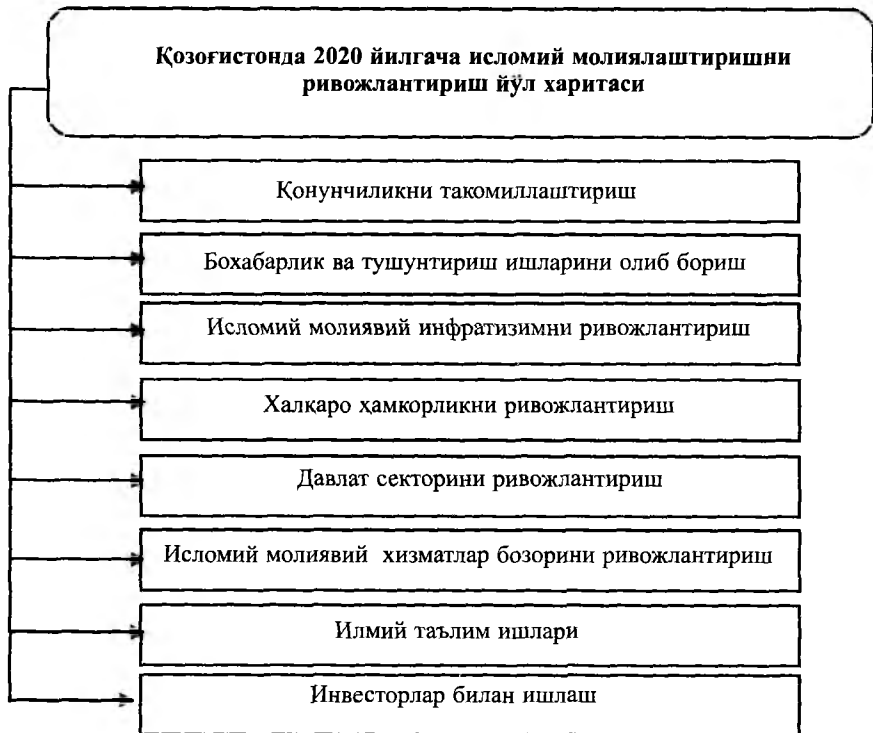 Қозоғистонда 2020 йилгача исломий молиялаштиришни
ривожлантириш йўл харитаси
Қонунчиликни такомиллаштириш
Бохабарлик ва тушунтириш ишларини олиб бориш
Исломий молиявий инфратизимни ривожлантириш
Халқаро ҳамкорликни ривожлантириш
Давлат секторини ривожлантириш
Исломий молиявий хизматлар бозорини ривожлантириш
Илмий таълим ишлари
Инвесторлар билан ишлаш